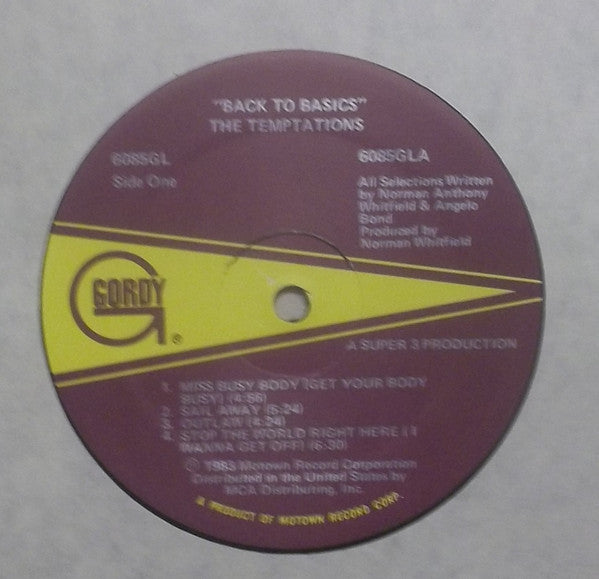 "BACK TO BASICS"
THE TEMPTATIONS
6085GL
Side One
6085GLA
All Selections Written
by Norman Anthony
Whitfield & Angelo
Bond
Produced by
Norman Whitfield
GORDY
®
A SUPER 3 PRODUCTION
1. MISS BUSY BODY (GET YOUR BODY
BUSY) (4:56)
2. SAIL AWAY (5:24)
3. OUTLAW (4:24)
4. STOP THE WORLD RIGHT HERE ( I
WANNA GET OFF) (6:30)
Ⓟ 1983 Motown Record Corporation
Distributed in the United States by
MCA Distributing, Inc.
A PRODUCT OF MOTOWN RECORD CORP.